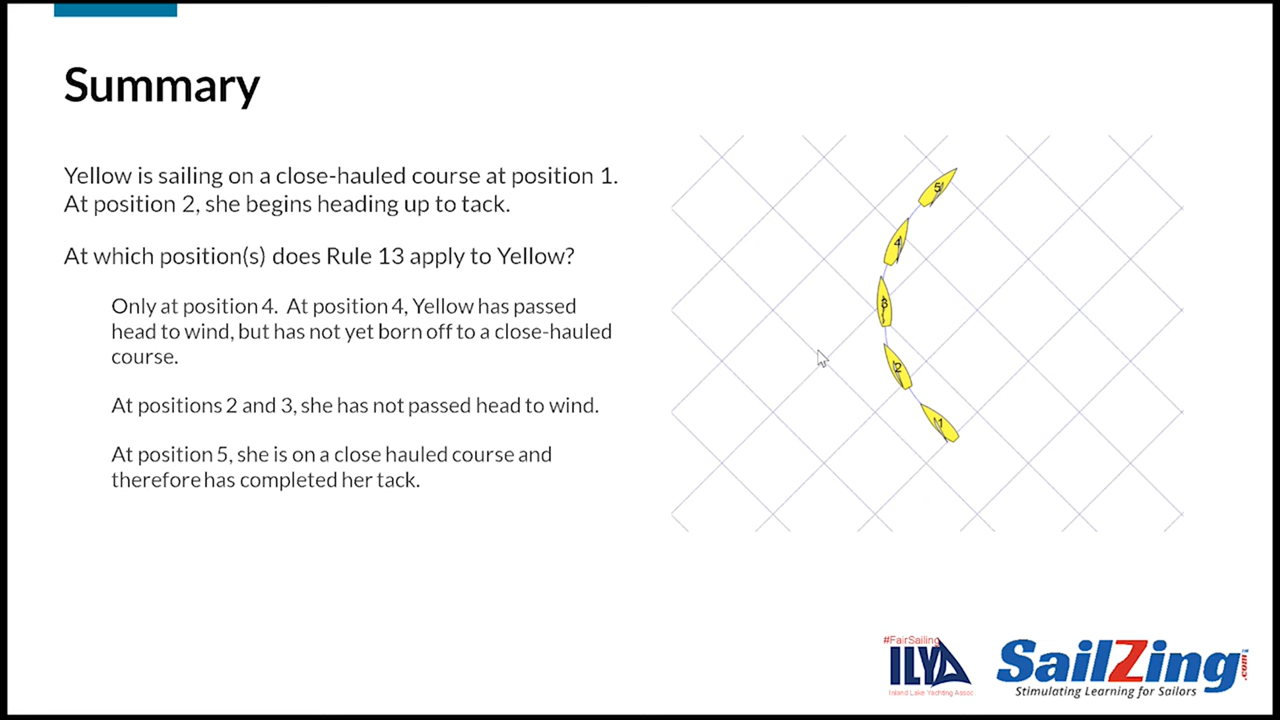 Summary
Yellow is sailing on a close-hauled course at position 1.
At position 2, she begins heading up to tack.
At which position(s) does Rule 13 apply to Yellow?
Only at position 4. At position 4, Yellow has passed
head to wind, but has not yet born off to a close-hauled
course.
At positions 2 and 3, she has not passed head to wind.
At position 5, she is on a close hauled course and
therefore has completed her tack.
5
4
3
2
1
#FairSailing
ILYA
Inland Lake Yachting Assoc
SailZing.com
Stimulating Learning for Sailors